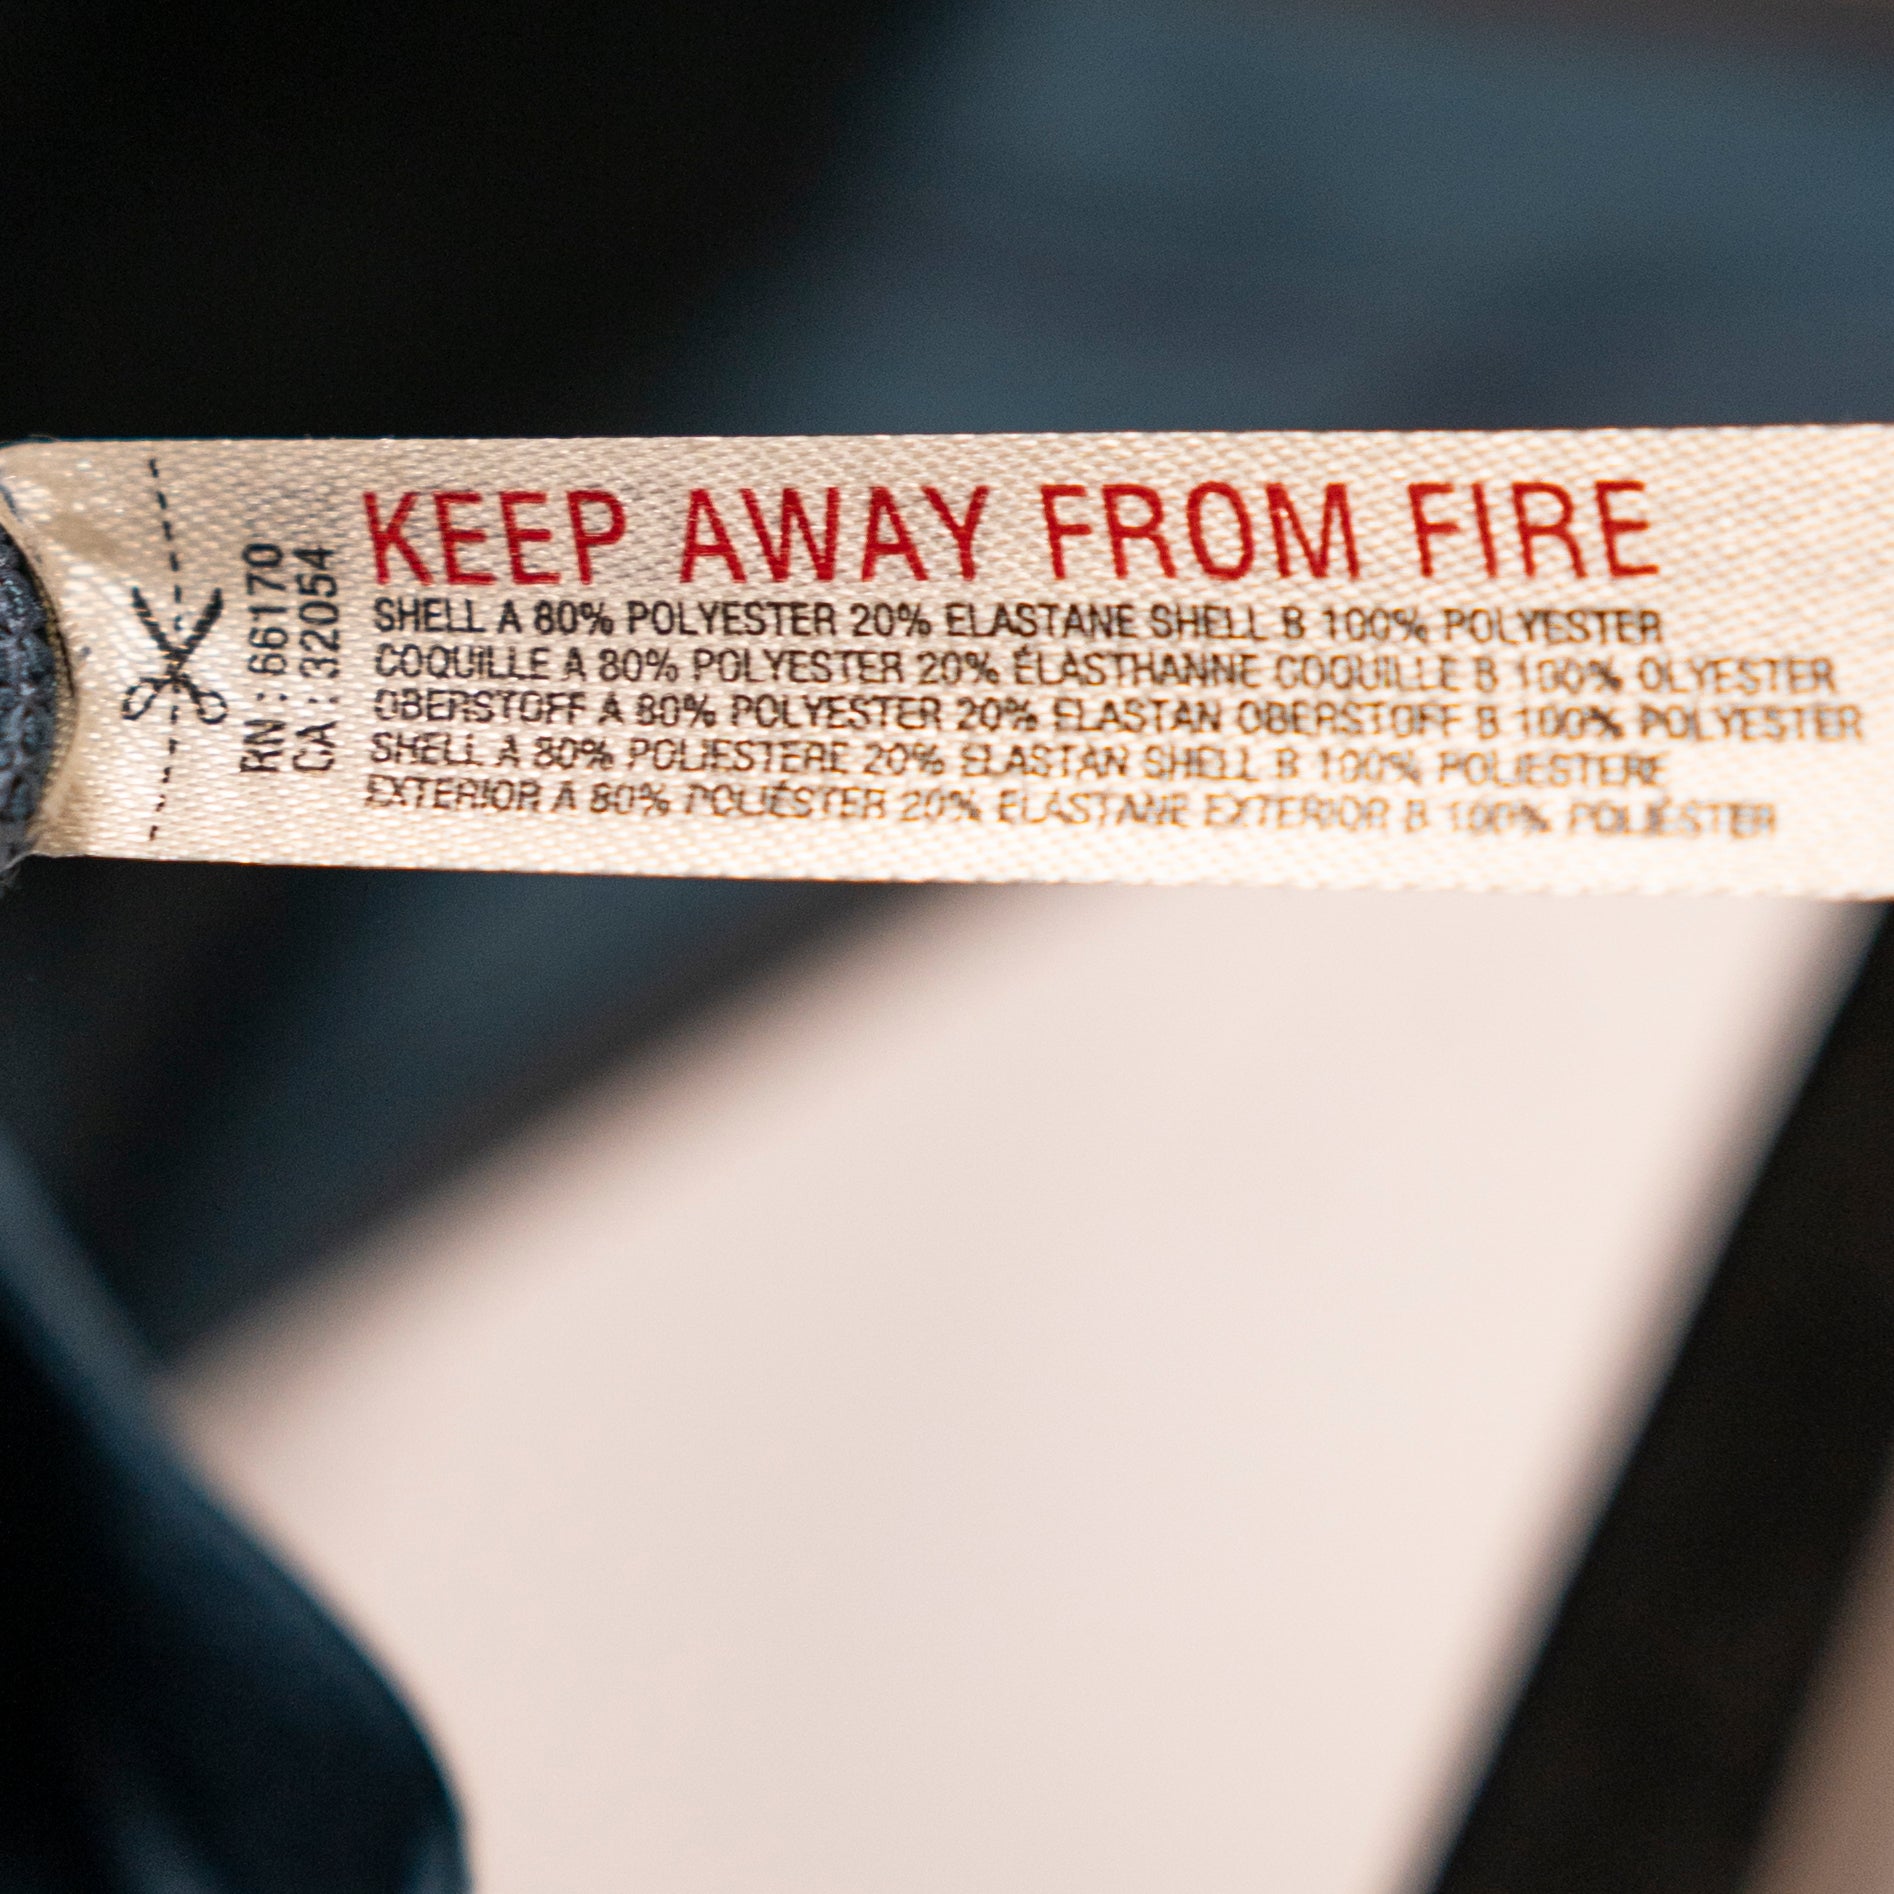 RN : 66170
CA : 32054
KEEP AWAY FROM FIRE
SHELL A 80% POLYESTER 20% ELASTANE SHELL B 100% POLYESTER
COQUILLE A 80% POLYESTER 20% ÉLASTHANNE COQUILLE B 100% OLYESTER
OBERSTOFF A 80% POLYESTER 20% ELASTAN OBERSTOFF B 100% POLYESTER
SHELL A 80% POLIESTERE 20% ELASTAN SHELL B 100% POLIESTERE
EXTERIOR A 80% POLIÉSTER 20% ELASTANE EXTERIOR B 100% POLIÉSTER